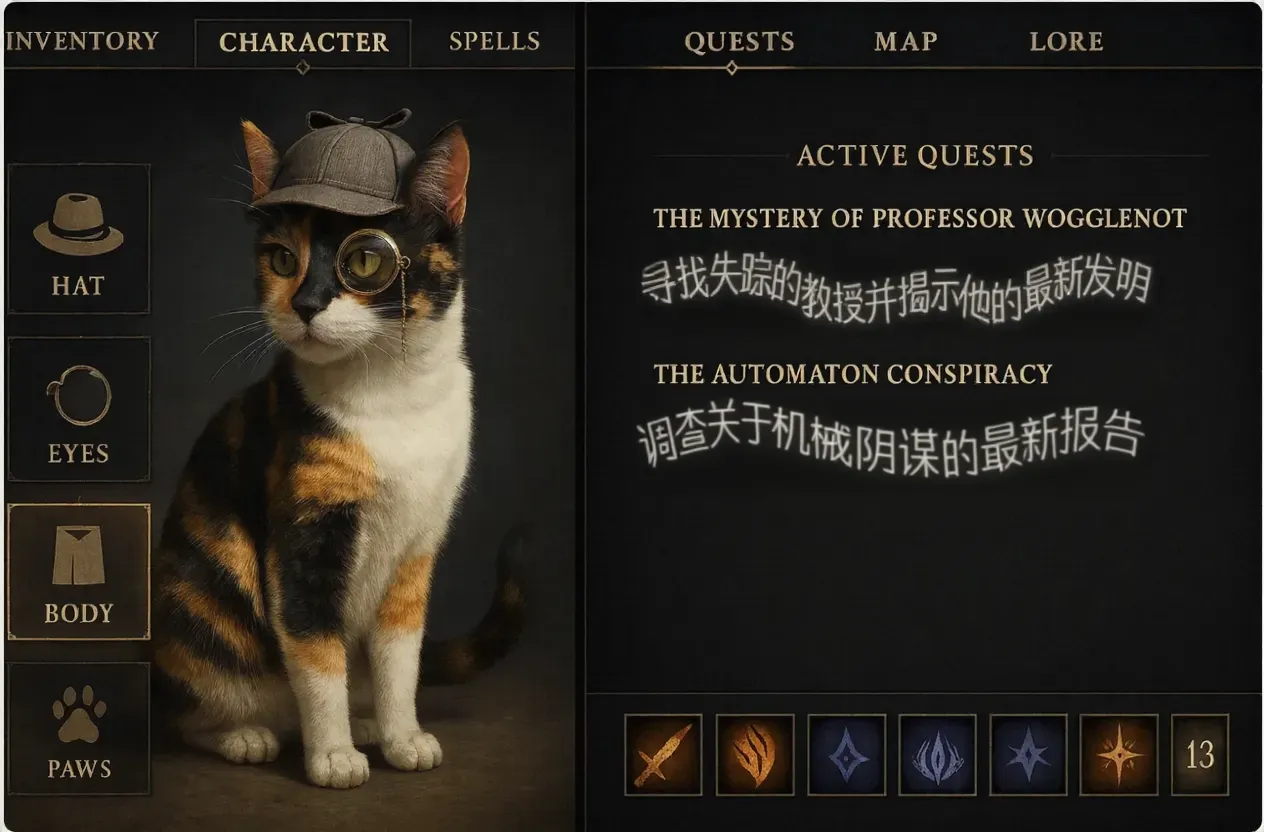 INVENTORY CHARACTER SPELLS
QUESTS MAP LORE
HAT
EYES
BODY
PAWS
ACTIVE QUESTS
THE MYSTERY OF PROFESSOR WOGGLENOT
寻找失踪的教授并揭示他的最新发明
THE AUTOMATON CONSPIRACY
调查关于机械阴谋的最新报告
13